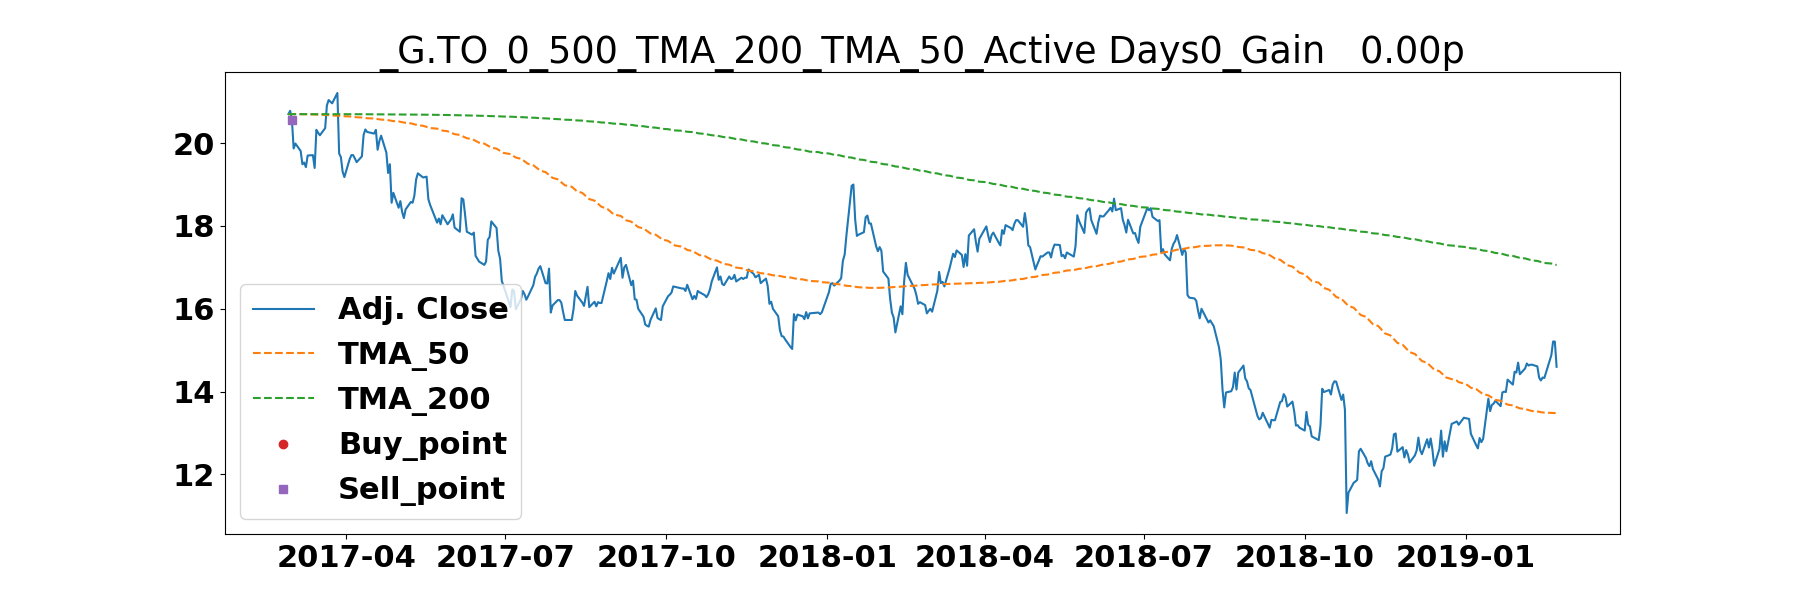 _G.TO_0_500_TMA_200_TMA_50_Active Days0_Gain   0.00p
20
18
16
14
12
Adj. Close
TMA_50
TMA_200
Buy_point
Sell_point
2017-04 2017-07 2017-10 2018-01 2018-04 2018-07 2018-10 2019-01